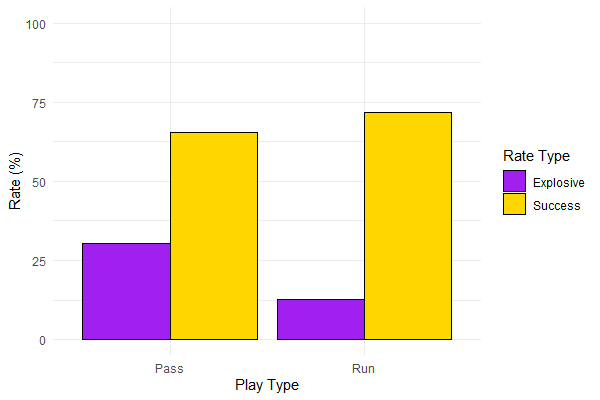 100
75
50
25
0
Rate (%)
Pass
Run
Play Type
Rate Type
Explosive
Success